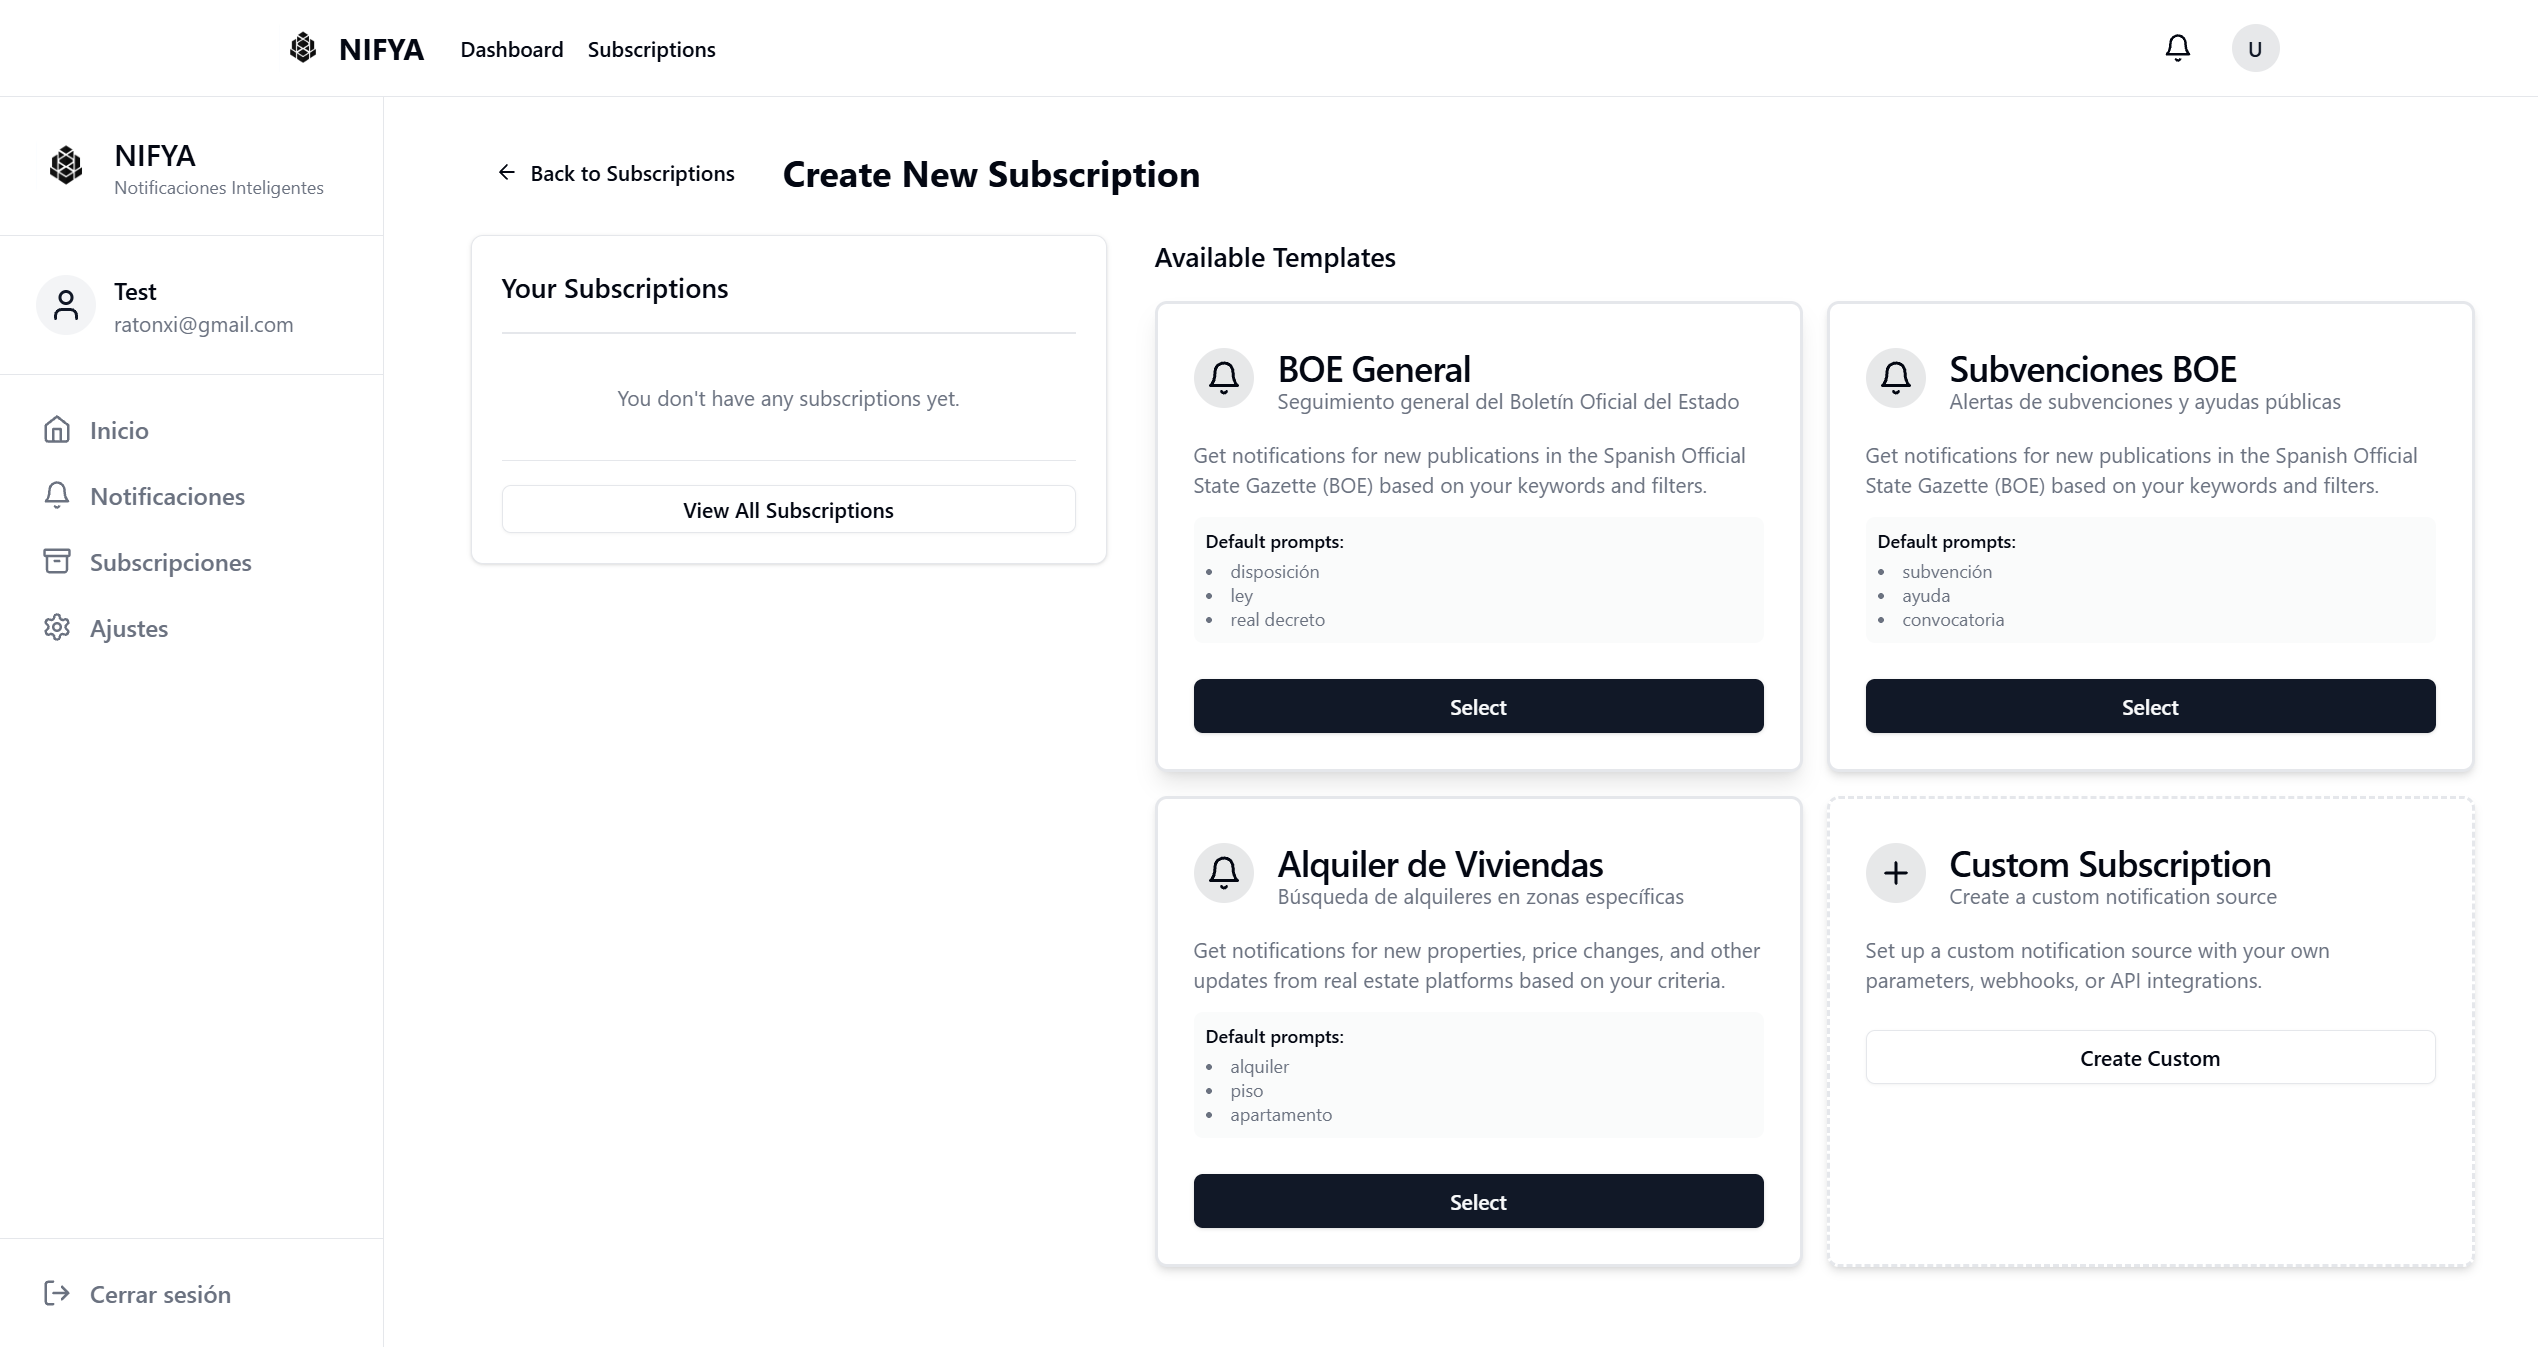 NIFYA
Dashboard
Subscriptions
U
NIFYA
Notificaciones Inteligentes
Test
ratonxi@gmail.com
Inicio
Notificaciones
Subscripciones
Ajustes
Cerrar sesión
Back to Subscriptions
Create New Subscription
Your Subscriptions
You don't have any subscriptions yet.
View All Subscriptions
Available Templates
BOE General
Seguimiento general del Boletín Oficial del Estado
Get notifications for new publications in the Spanish Official
State Gazette (BOE) based on your keywords and filters.
Default prompts:
• disposición
• ley
• real decreto
Select
Subvenciones BOE
Alertas de subvenciones y ayudas públicas
Get notifications for new publications in the Spanish Official
State Gazette (BOE) based on your keywords and filters.
Default prompts:
• subvención
• ayuda
• convocatoria
Select
Alquiler de Viviendas
Búsqueda de alquileres en zonas específicas
Get notifications for new properties, price changes, and other
updates from real estate platforms based on your criteria.
Default prompts:
• alquiler
• piso
• apartamento
Select
Custom Subscription
Create a custom notification source
Set up a custom notification source with your own
parameters, webhooks, or API integrations.
Create Custom